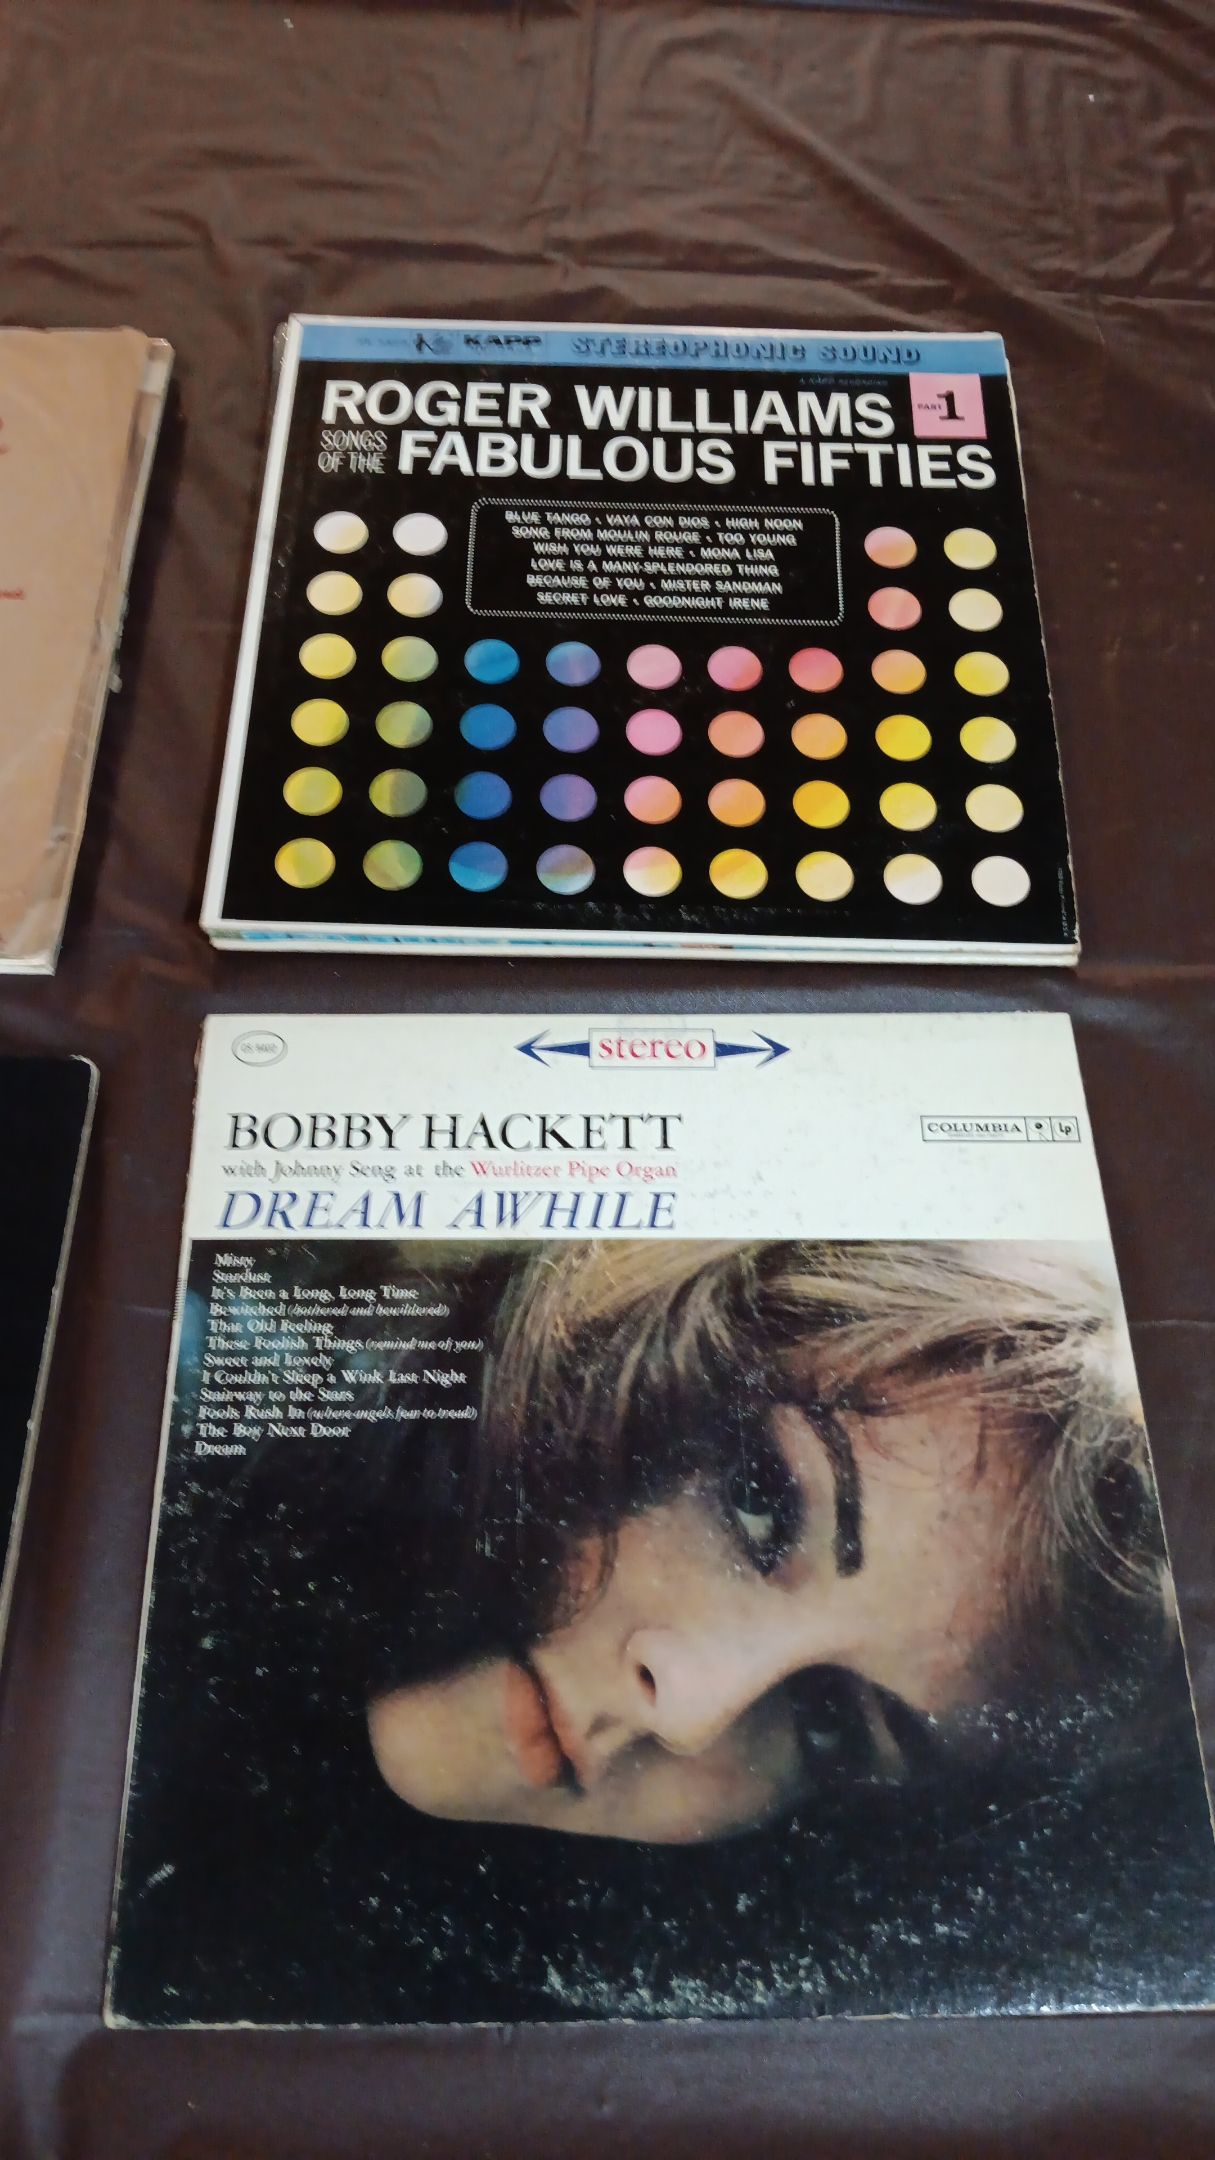 KAPP STEREOPHONIC SOUND
A KAPP RECORDING
ROGER WILLIAMS PART 1
SONGS OF THE FABULOUS FIFTIES
BLUE TANGO • VAYA CON DIOS • HIGH NOON
SONG FROM MOULIN ROUGE • TOO YOUNG
WISH YOU WERE HERE • MONA LISA
LOVE IS A MANY-SPLENDORED THING
BECAUSE OF YOU • MISTER SANDMAN
SECRET LOVE • GOODNIGHT IRENE
stereo
BOBBY HACKETT
COLUMBIA Lp
with Johnny Seng at the Wurlitzer Pipe Organ
DREAM AWHILE
Misty
Stardust
It's Been a Long, Long Time
Bewitched (bothered and bewildered)
That Old Feeling
These Foolish Things (remind me of you)
Sweet and Lovely
I Couldn't Sleep a Wink Last Night
Stairway to the Stars
Fools Rush In (where angels fear to tread)
The Boy Next Door
Dream